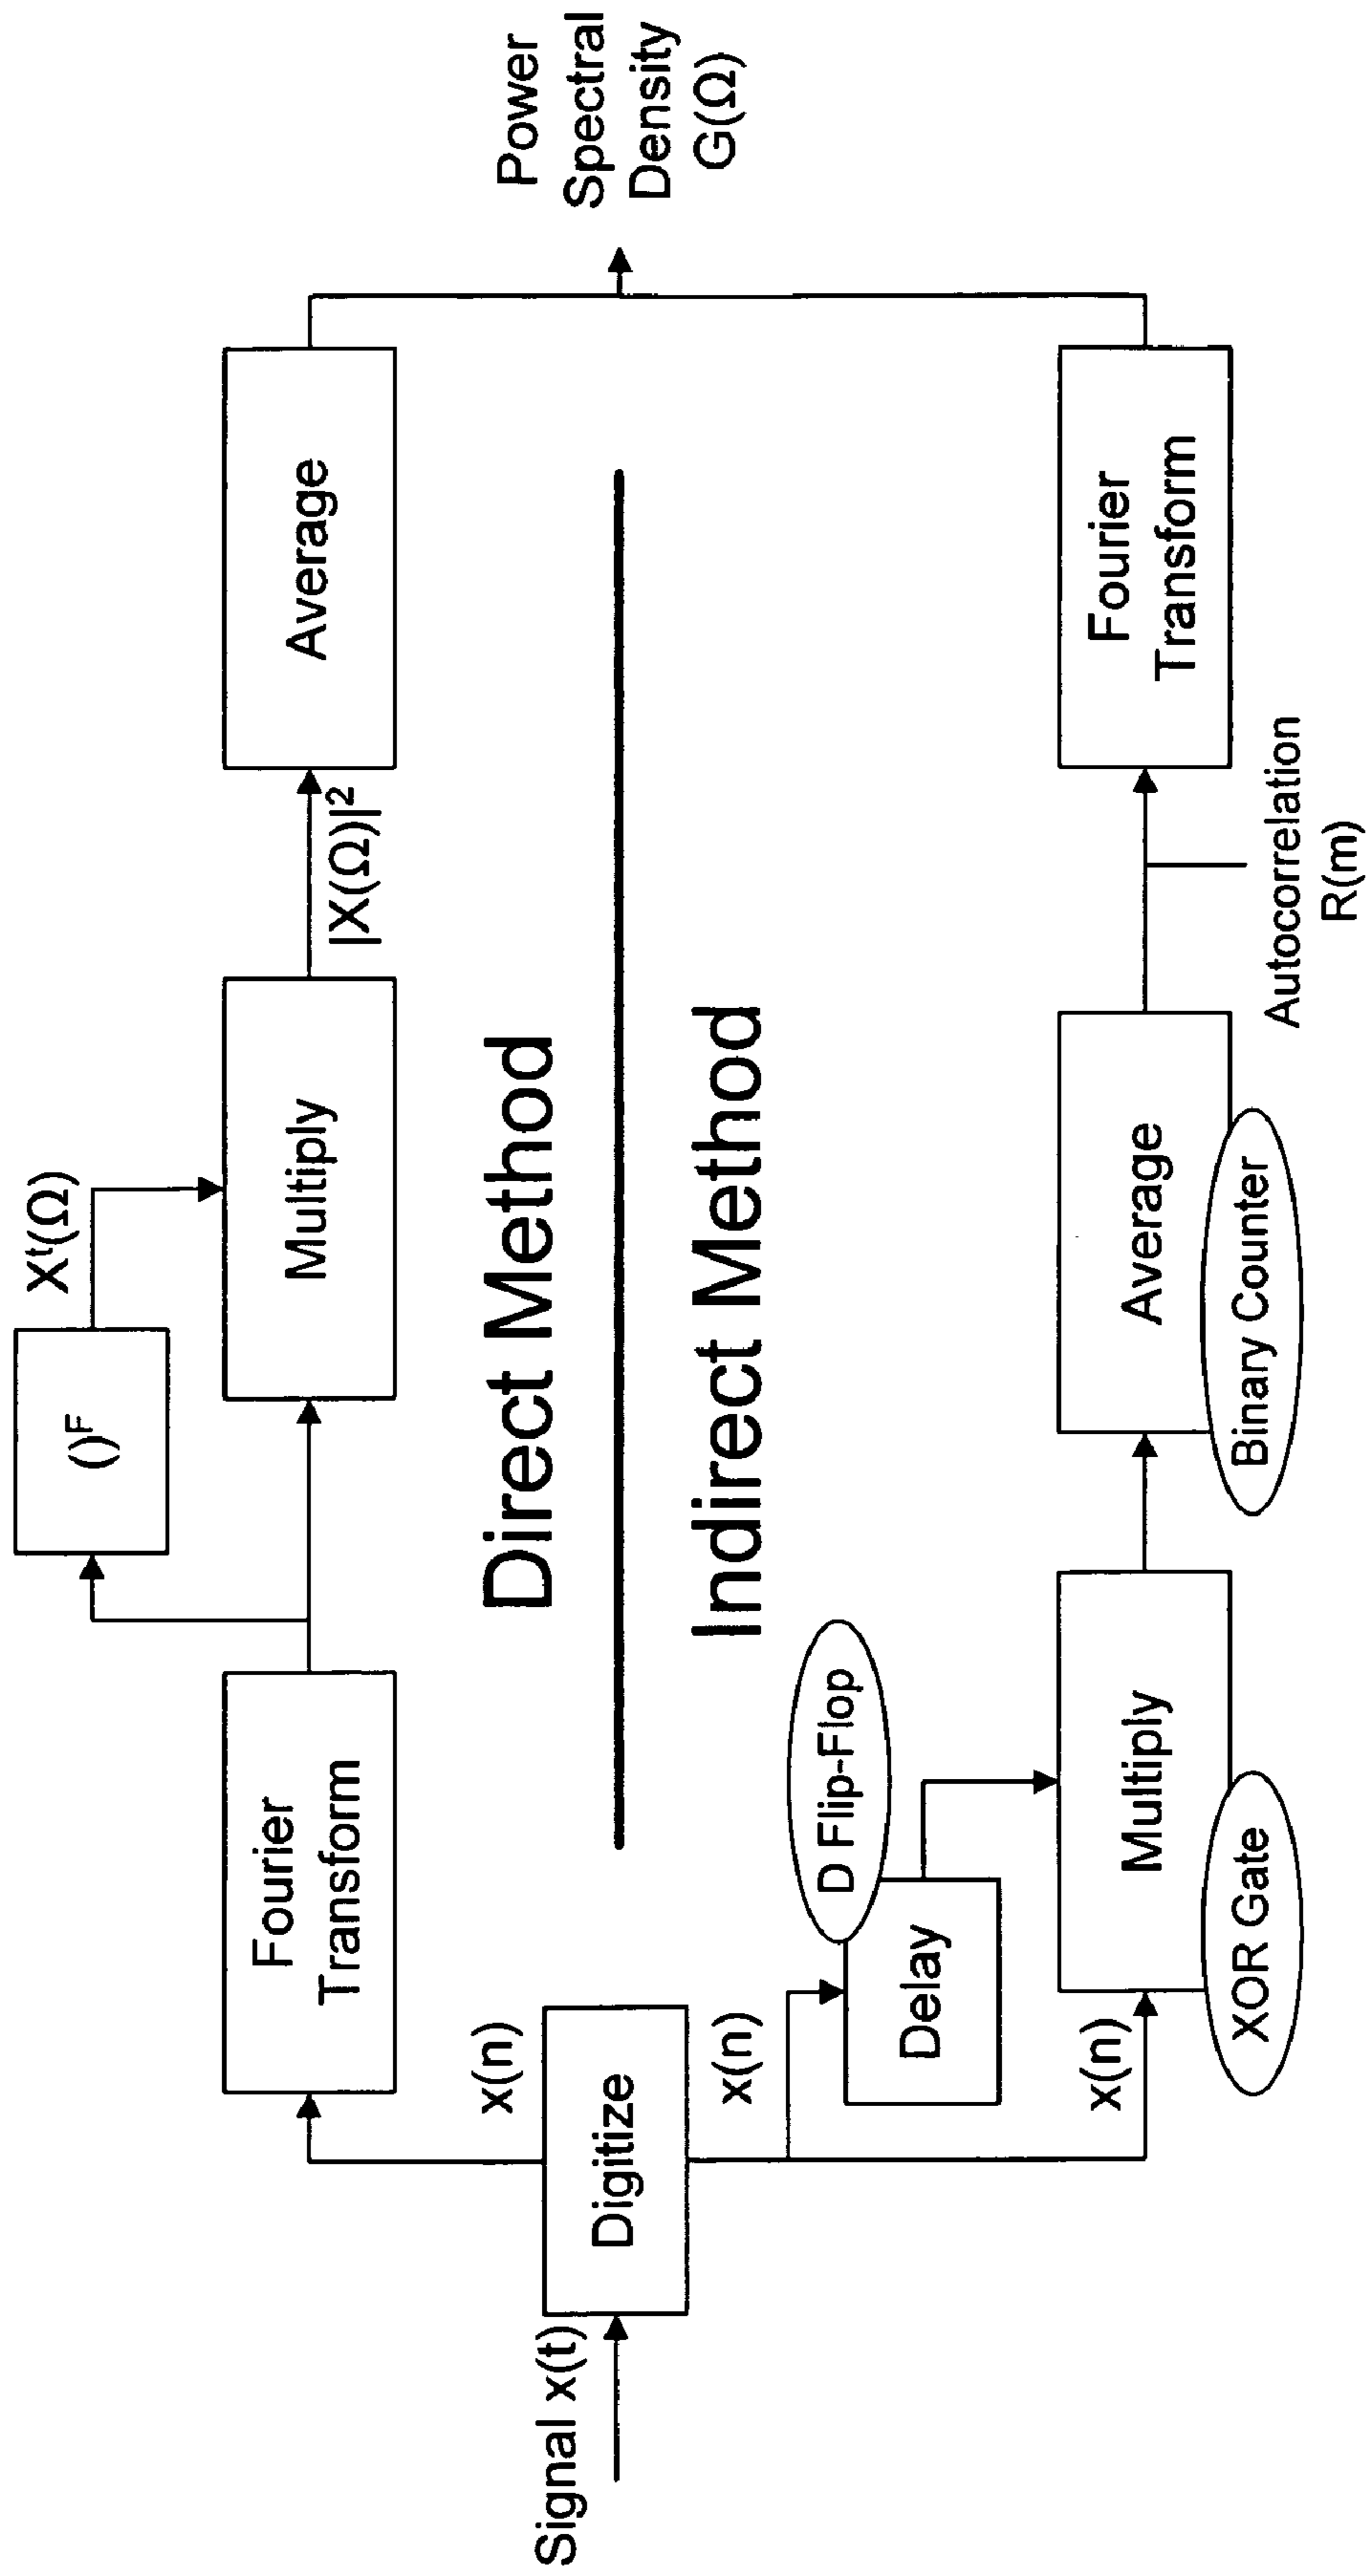 Signal x(t)
Digitize
x(n)
Fourier
Transform
()F
Xt(Ω)
Multiply
|X(Ω)|2
Average
Direct Method
Indirect Method
x(n)
D Flip-Flop
Delay
x(n)
Multiply
XOR Gate
Average
Binary Counter
Autocorrelation
R(m)
Fourier
Transform
Power
Spectral
Density
G(Ω)